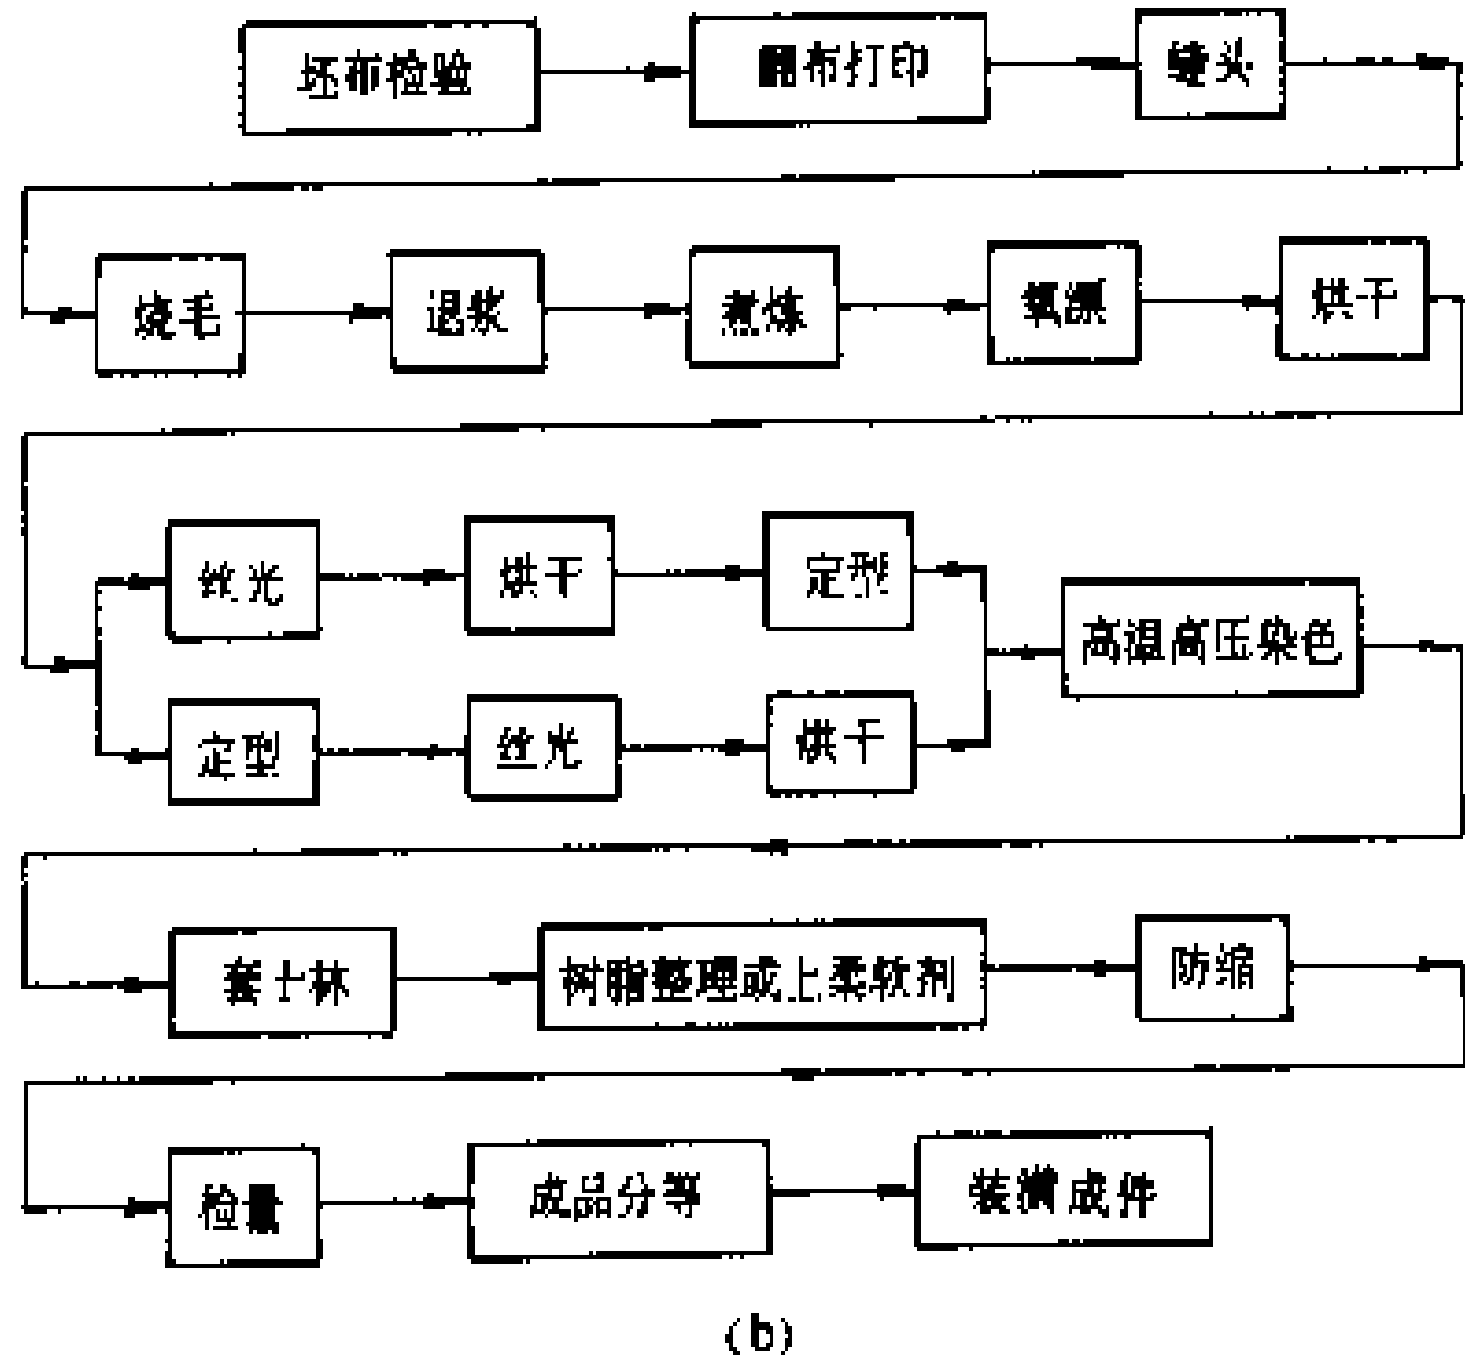 坯布检验
翻布打印
缝头
烧毛
退浆
煮炼
氧漂
烘干
丝光
烘干
定型
高温高压染色
定型
丝光
烘干
套士林
树脂整理或上柔软剂
防缩
检量
成品分等
装潢成件
(b)